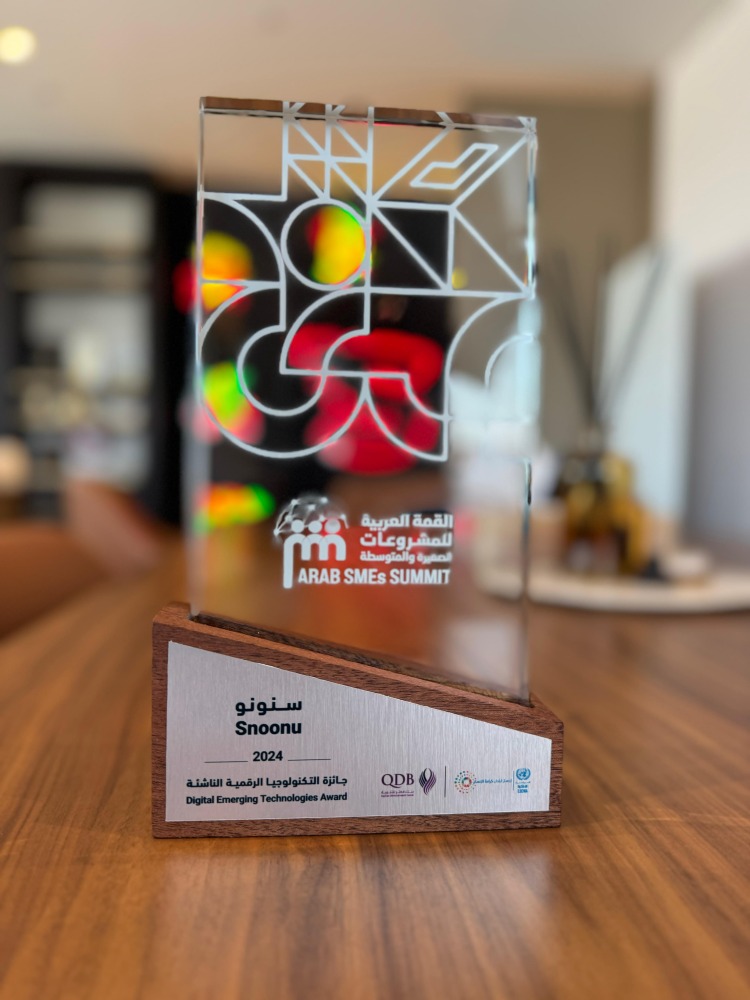 القمة العربية
للمشروعات
الصغيرة والمتوسطة
ARAB SMEs SUMMIT
سنونو
Snoonu
2024
جائزة التكنولوجيا الرقمية الناشئة
Digital Emerging Technologies Award
QDB